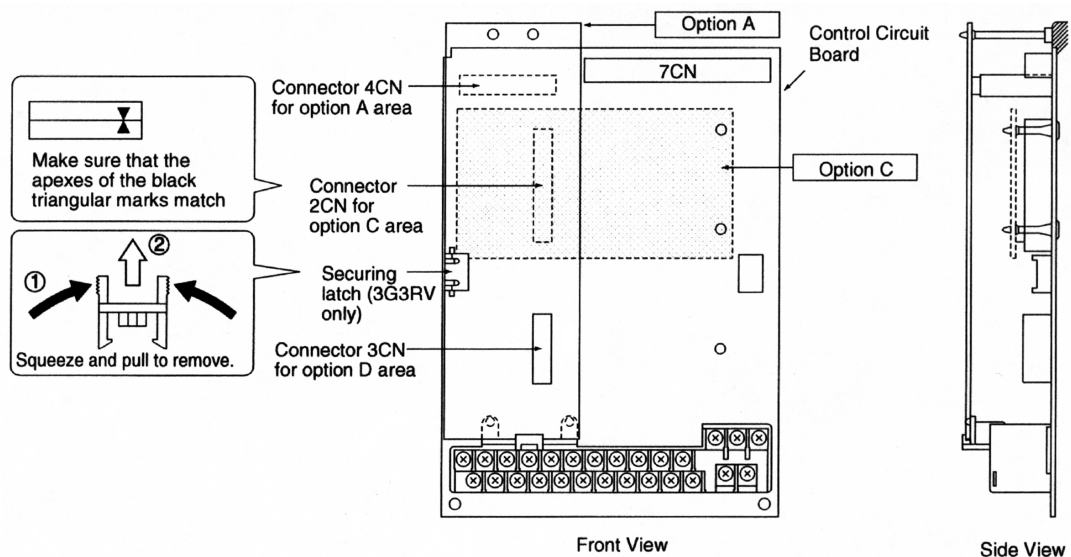 Option A
Control Circuit
Board
7CN
Connector 4CN
for option A area
Make sure that the
apexes of the black
triangular marks match
Connector
2CN for
option C area
Option C
①
②
Squeeze and pull to remove.
Securing
latch (3G3RV
only)
Connector 3CN
for option D area
Front View
Side View